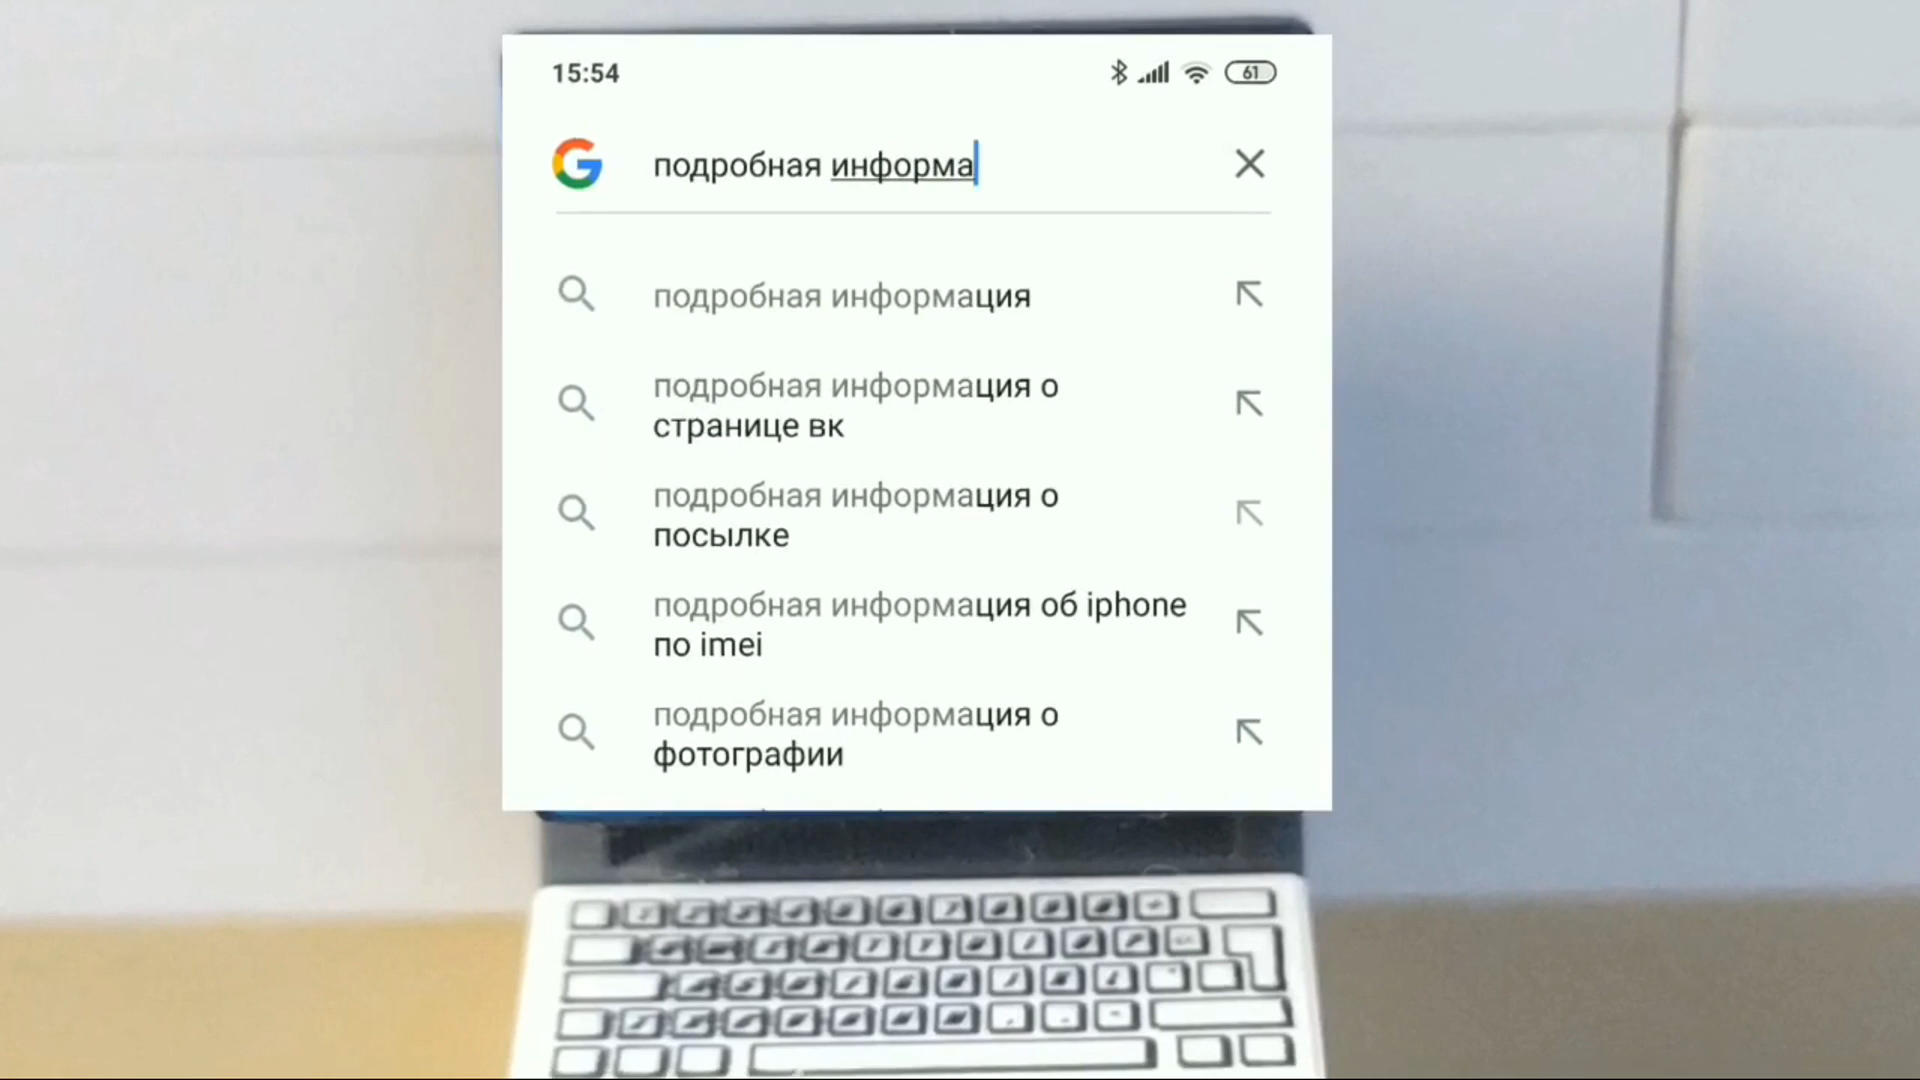 15:54
61
G
подробная информа
подробная информация
подробная информация о
странице вк
подробная информация о
посылке
подробная информация об iphone
по imei
подробная информация о
фотографии